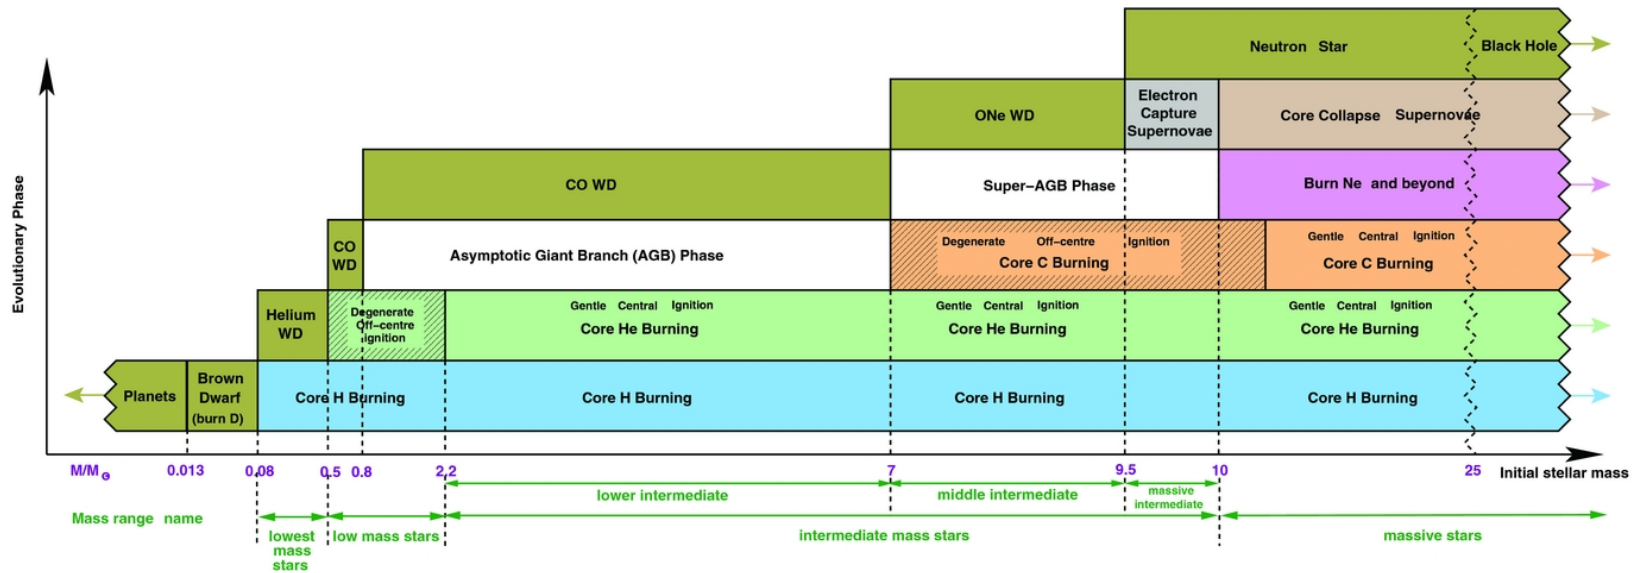 Neutron Star
Black Hole
ONe WD
Electron
Capture
Supernovae
Core Collapse Supernovae
CO WD
Super-AGB Phase
Burn Ne and beyond
CO
WD
Asymptotic Giant Branch (AGB) Phase
Degenerate Off-centre Ignition
Core C Burning
Gentle Central Ignition
Core C Burning
Helium
WD
Degenerate
Off-centre
Ignition
Gentle Central Ignition
Core He Burning
Gentle Central Ignition
Core He Burning
Gentle Central Ignition
Core He Burning
Planets
Brown
Dwarf
(burn D)
Core H Burning
Core H Burning
Core H Burning
Core H Burning
Evolutionary Phase
M/M⊙ 0.013 0.08 0.5 0.8 2.2 7 9.5 10 25 Initial stellar mass
lower intermediate
middle intermediate
massive
intermediate
Mass range name
lowest
mass
stars
low mass stars
intermediate mass stars
massive stars